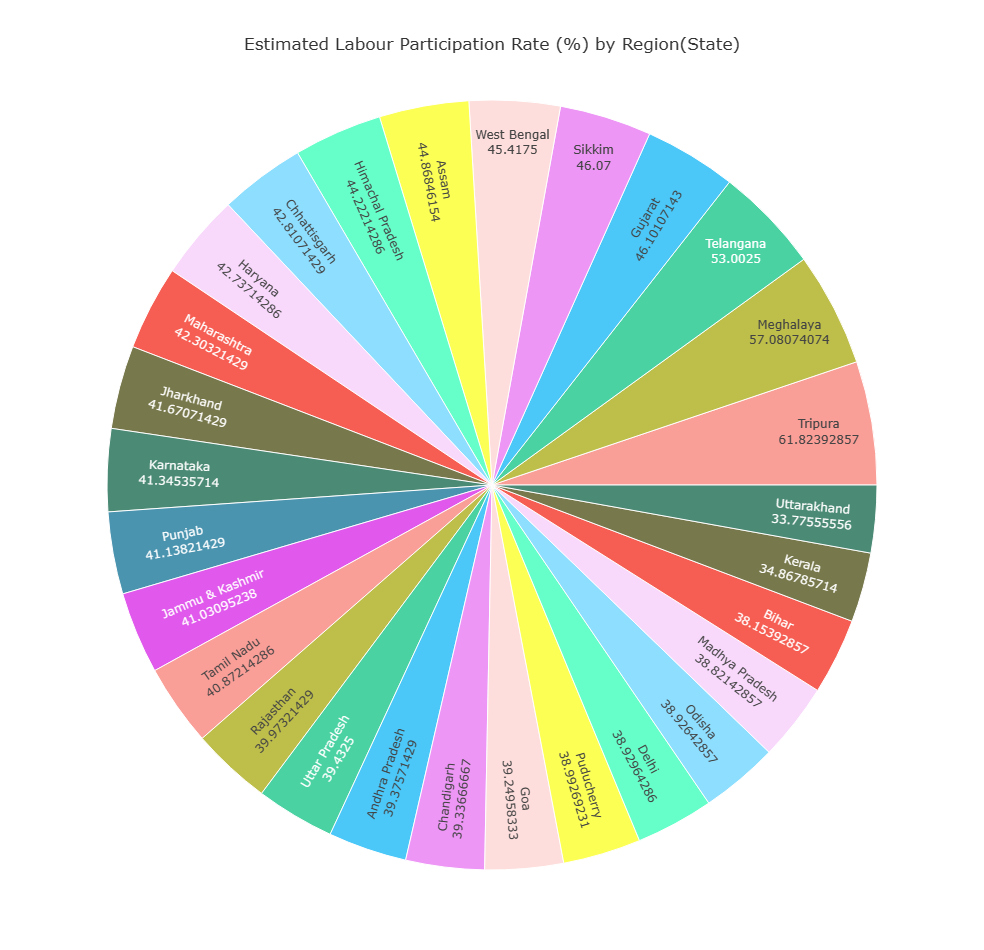 Estimated Labour Participation Rate (%) by Region(State)
West Bengal
45.4175
Sikkim
46.07
Gujarat
46.10107143
Telangana
53.0025
Meghalaya
57.08074074
Tripura
61.82392857
Uttarakhand
33.77555556
Kerala
34.86785714
Bihar
38.15392857
Madhya Pradesh
38.82142857
Odisha
38.92642857
Delhi
38.92964286
Puducherry
38.99269231
Goa
39.24958333
Chandigarh
39.33666667
Andhra Pradesh
39.37571429
Uttar Pradesh
39.4325
Rajasthan
39.97321429
Tamil Nadu
40.87214286
Jammu & Kashmir
41.03095238
Punjab
41.13821429
Karnataka
41.34535714
Jharkhand
41.67071429
Maharashtra
42.30321429
Haryana
42.73714286
Chhattisgarh
42.81071429
Himachal Pradesh
44.22214286
Assam
44.86846154